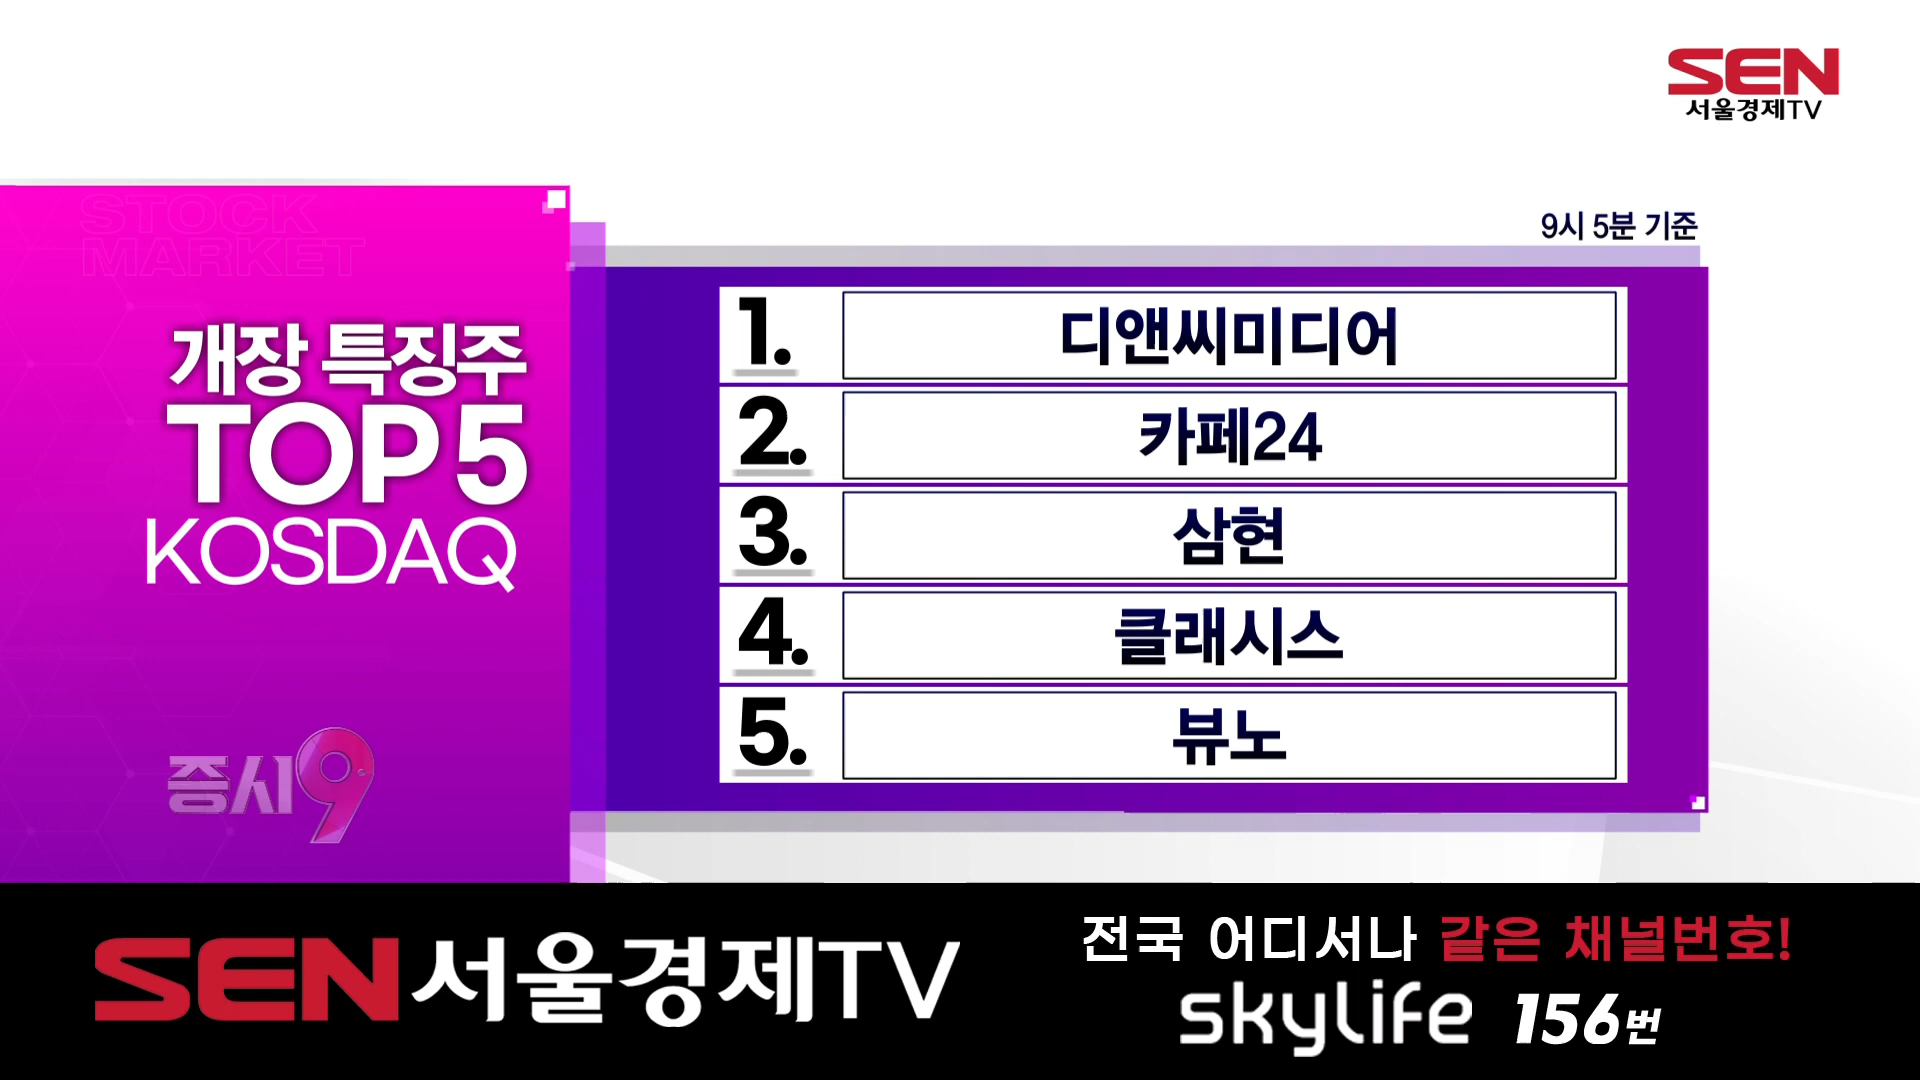 SEN
서울경제TV
STOCK
MARKET
9시 5분 기준
개장 특징주
TOP 5
KOSDAQ
1. 디앤씨미디어
2. 카페24
3. 삼현
4. 클래시스
5. 뷰노
증시9
SEN 서울경제TV
전국 어디서나 같은 채널번호!
skylife 156번